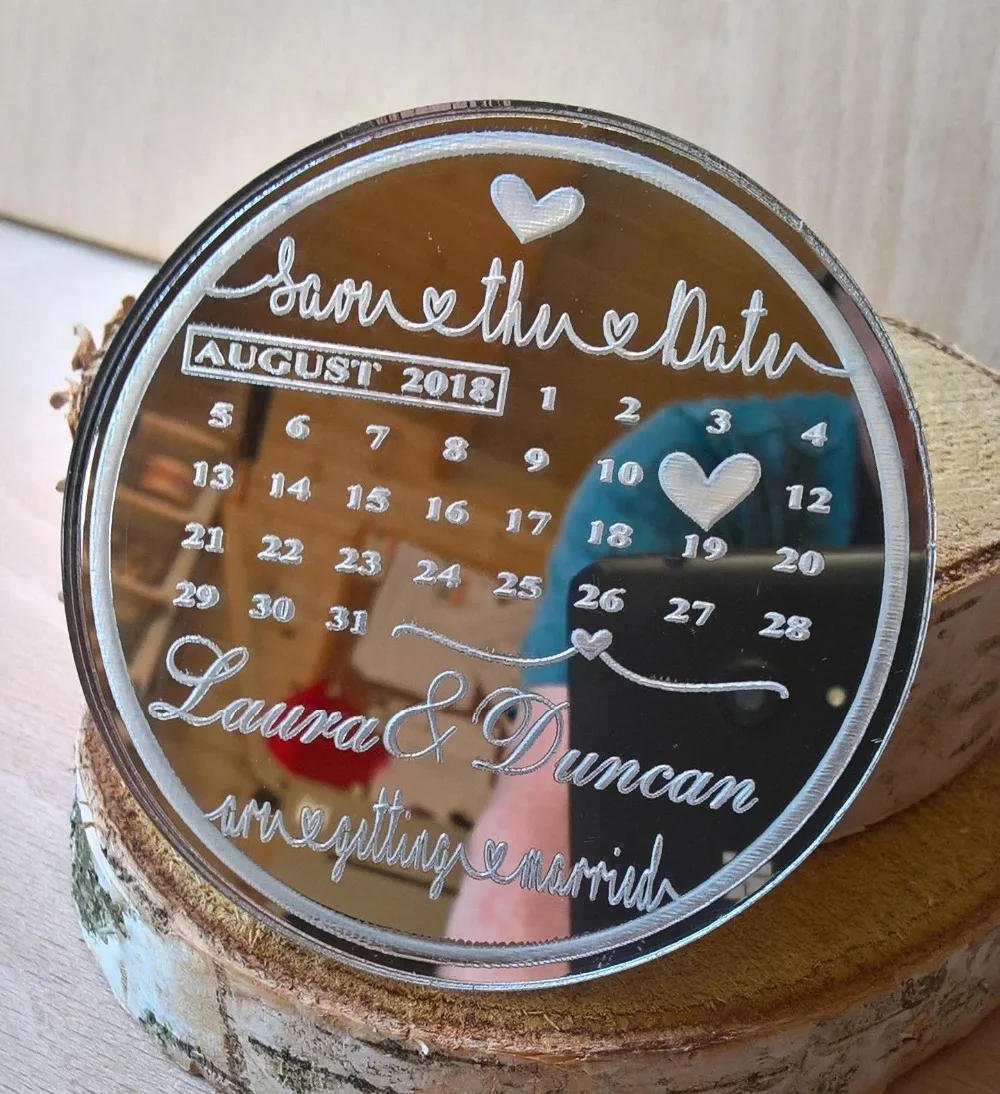 Save the Date
AUGUST 2018 1 2 3 4
5 6 7 8 9 10 12
13 14 15 16 17 18 19 20
21 22 23 24 25 26 27 28
29 30 31
Laura & Duncan
are getting married